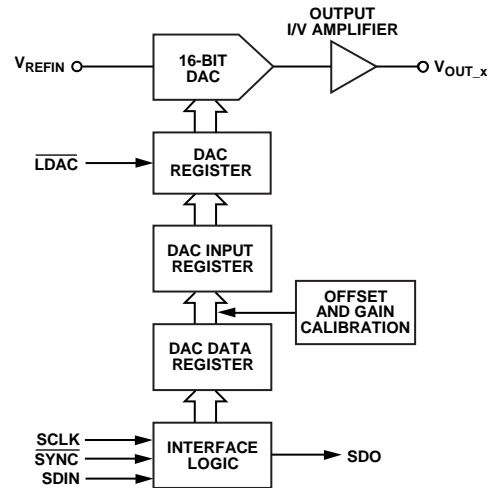 OUTPUT
I/V AMPLIFIER
VREFIN
16-BIT
DAC
VOUT_x
LDAC
DAC
REGISTER
DAC INPUT
REGISTER
OFFSET
AND GAIN
CALIBRATION
DAC DATA
REGISTER
SCLK
SYNC
SDIN
INTERFACE
LOGIC
SDO